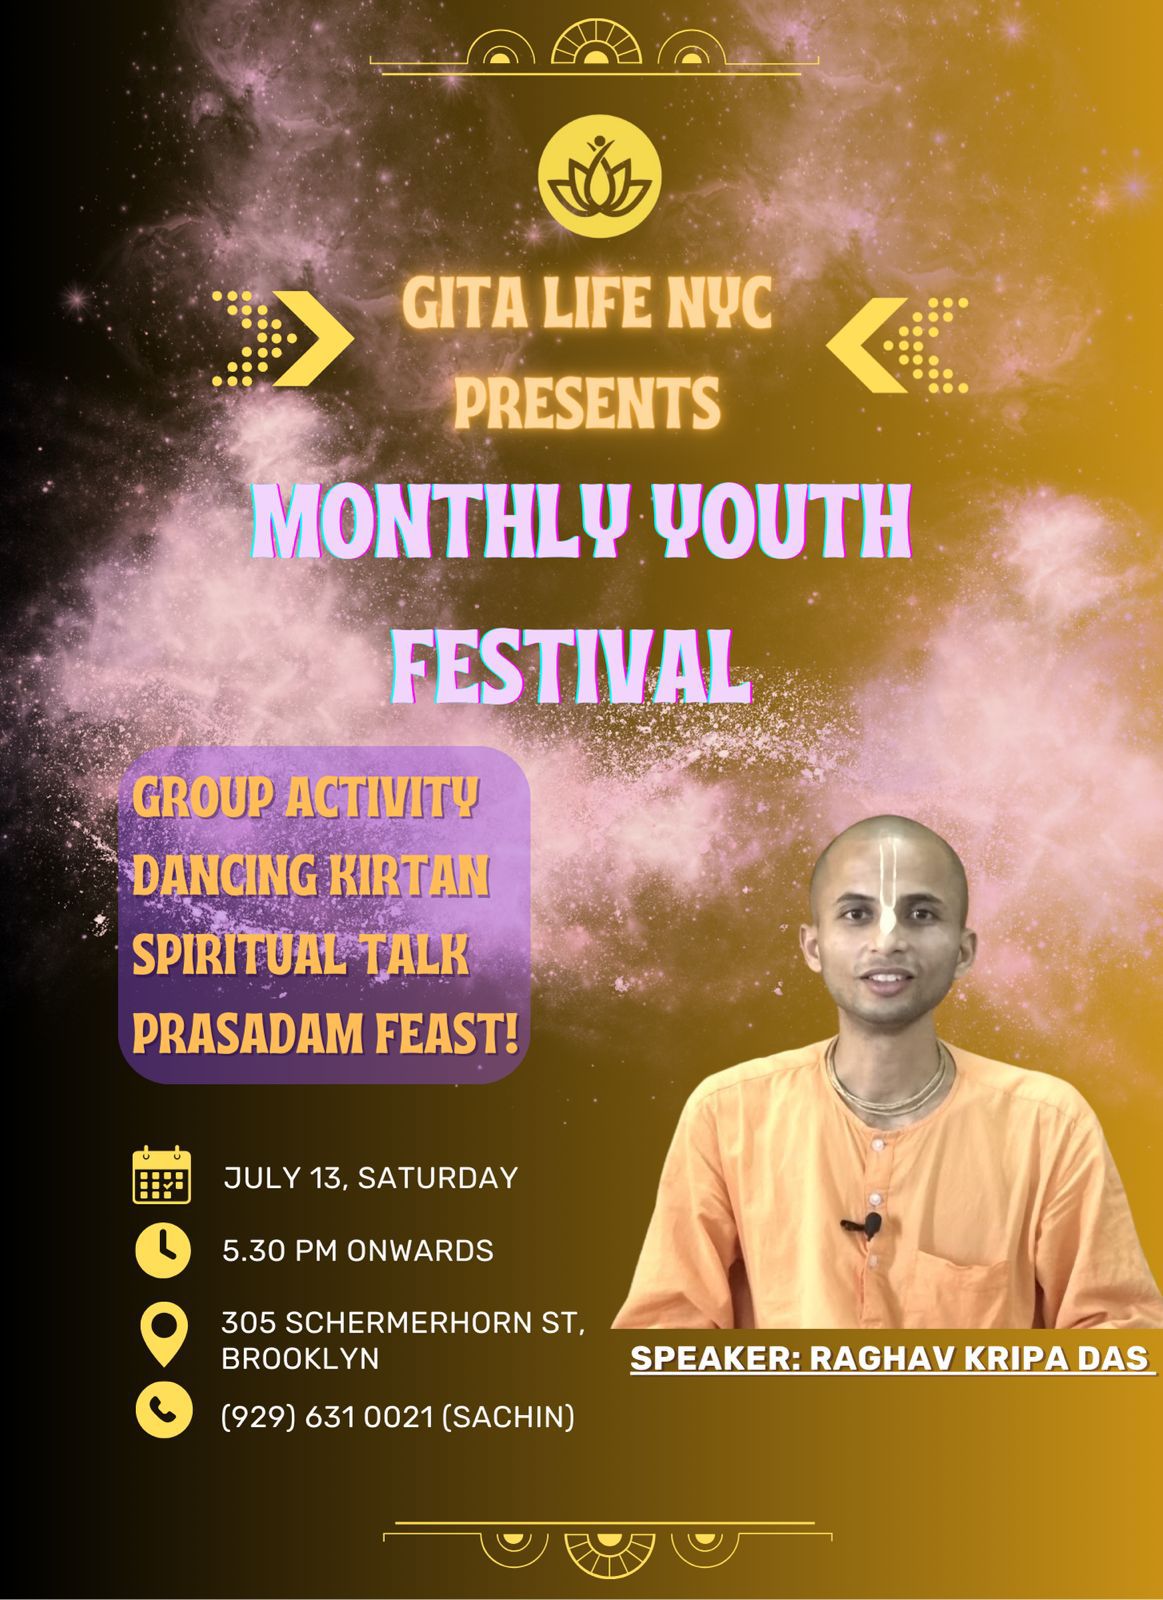 GITA LIFE NYC
PRESENTS
MONTHLY YOUTH
FESTIVAL
GROUP ACTIVITY
DANCING KIRTAN
SPIRITUAL TALK
PRASADAM FEAST!
JULY 13, SATURDAY
5.30 PM ONWARDS
305 SCHERMERHORN ST,
BROOKLYN
(929) 631 0021 (SACHIN)
SPEAKER: RAGHAV KRIPA DAS